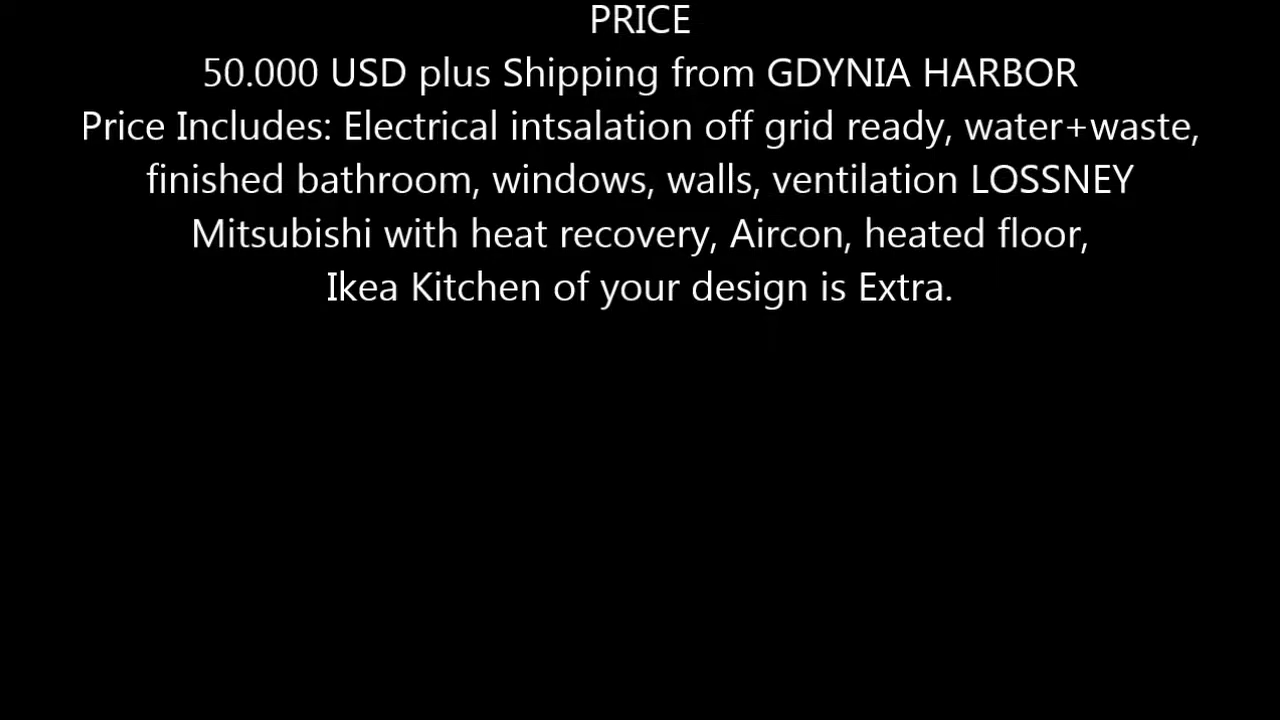 PRICE
50.000 USD plus Shipping from GDYNIA HARBOR
Price Includes: Electrical intsalation off grid ready, water+waste,
finished bathroom, windows, walls, ventilation LOSSNEY
Mitsubishi with heat recovery, Aircon, heated floor,
Ikea Kitchen of your design is Extra.